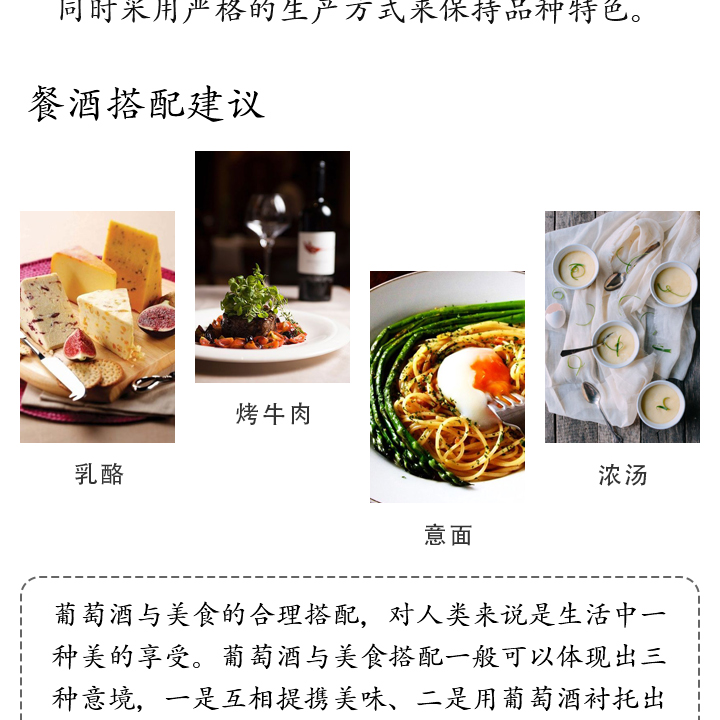 同时采用严格的生产方式来保持品种特色。
餐酒搭配建议
烤牛肉
乳酪
浓汤
意面
葡萄酒与美食的合理搭配，对人类来说是生活中一
种美的享受。葡萄酒与美食搭配一般可以体现出三
种意境，一是互相提携美味、二是用葡萄酒衬托出